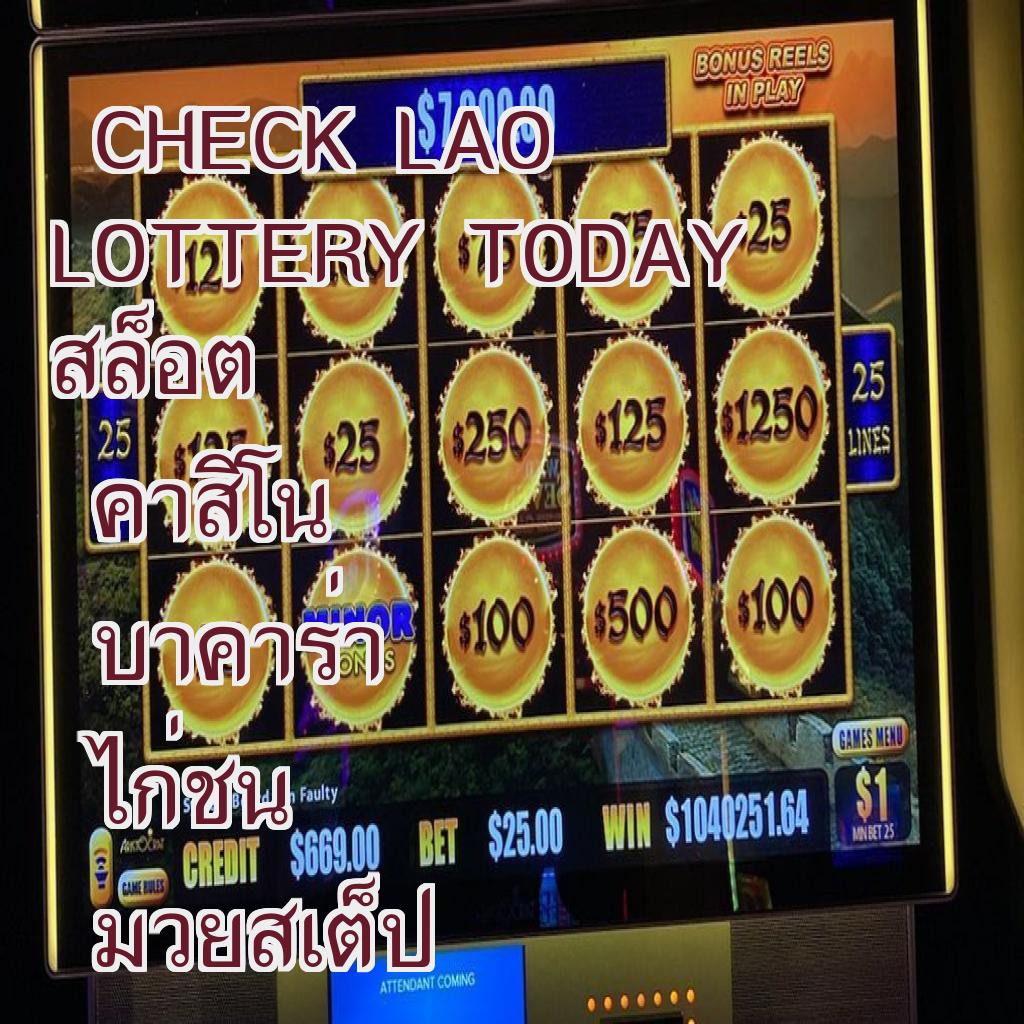 BONUS REELS
IN PLAY
CHECK LAO
LOTTERY TODAY
$25
สล็อต
25
$25
$250
$125
$1250
25
LINES
คาสิโน
MINOR
$100
$500
$100
บาคาร่า
GAMES MENU
ไก่ชน
Faulty
$1
MIN BET 25
ARISTOCRAT
CREDIT $669.00 BET $25.00 WIN $1040251.64
GAME RULES
มวยสเต็ป
ATTENDANT COMING